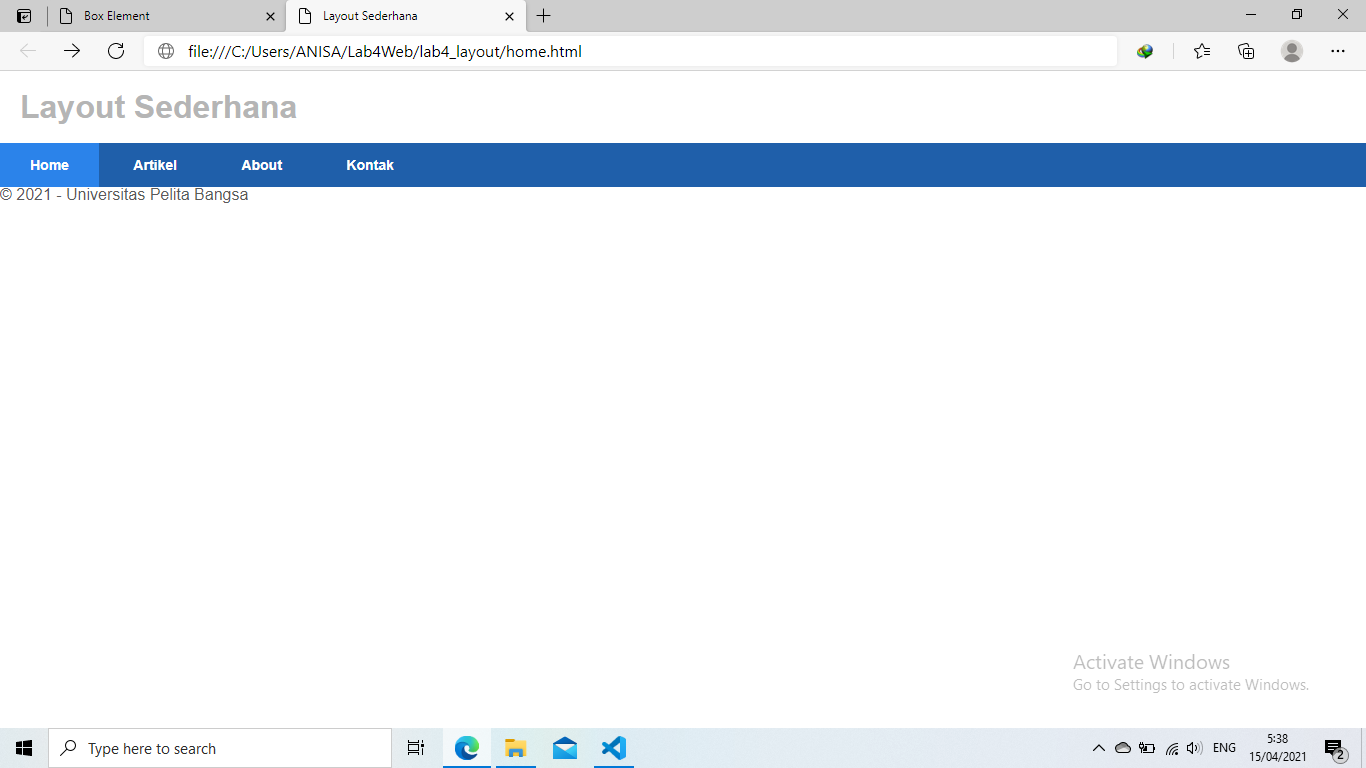 Box Element
Layout Sederhana
file:///C:/Users/ANISA/Lab4Web/lab4_layout/home.html
Layout Sederhana
Home Artikel About Kontak
© 2021 - Universitas Pelita Bangsa
Activate Windows
Go to Settings to activate Windows.
Type here to search
ENG
5:38
15/04/2021
2